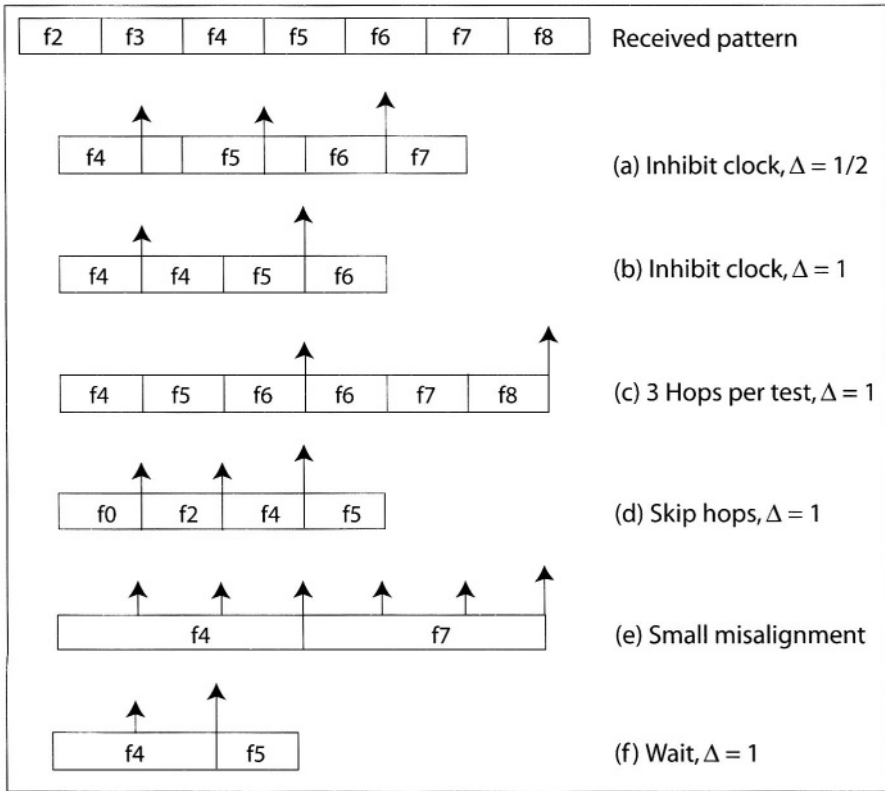 f2 f3 f4 f5 f6 f7 f8 Received pattern
f4 f5 f6 f7 (a) Inhibit clock, Δ = 1/2
f4 f4 f5 f6 (b) Inhibit clock, Δ = 1
f4 f5 f6 f6 f7 f8 (c) 3 Hops per test, Δ = 1
f0 f2 f4 f5 (d) Skip hops, Δ = 1
f4 f7 (e) Small misalignment
f4 f5 (f) Wait, Δ = 1